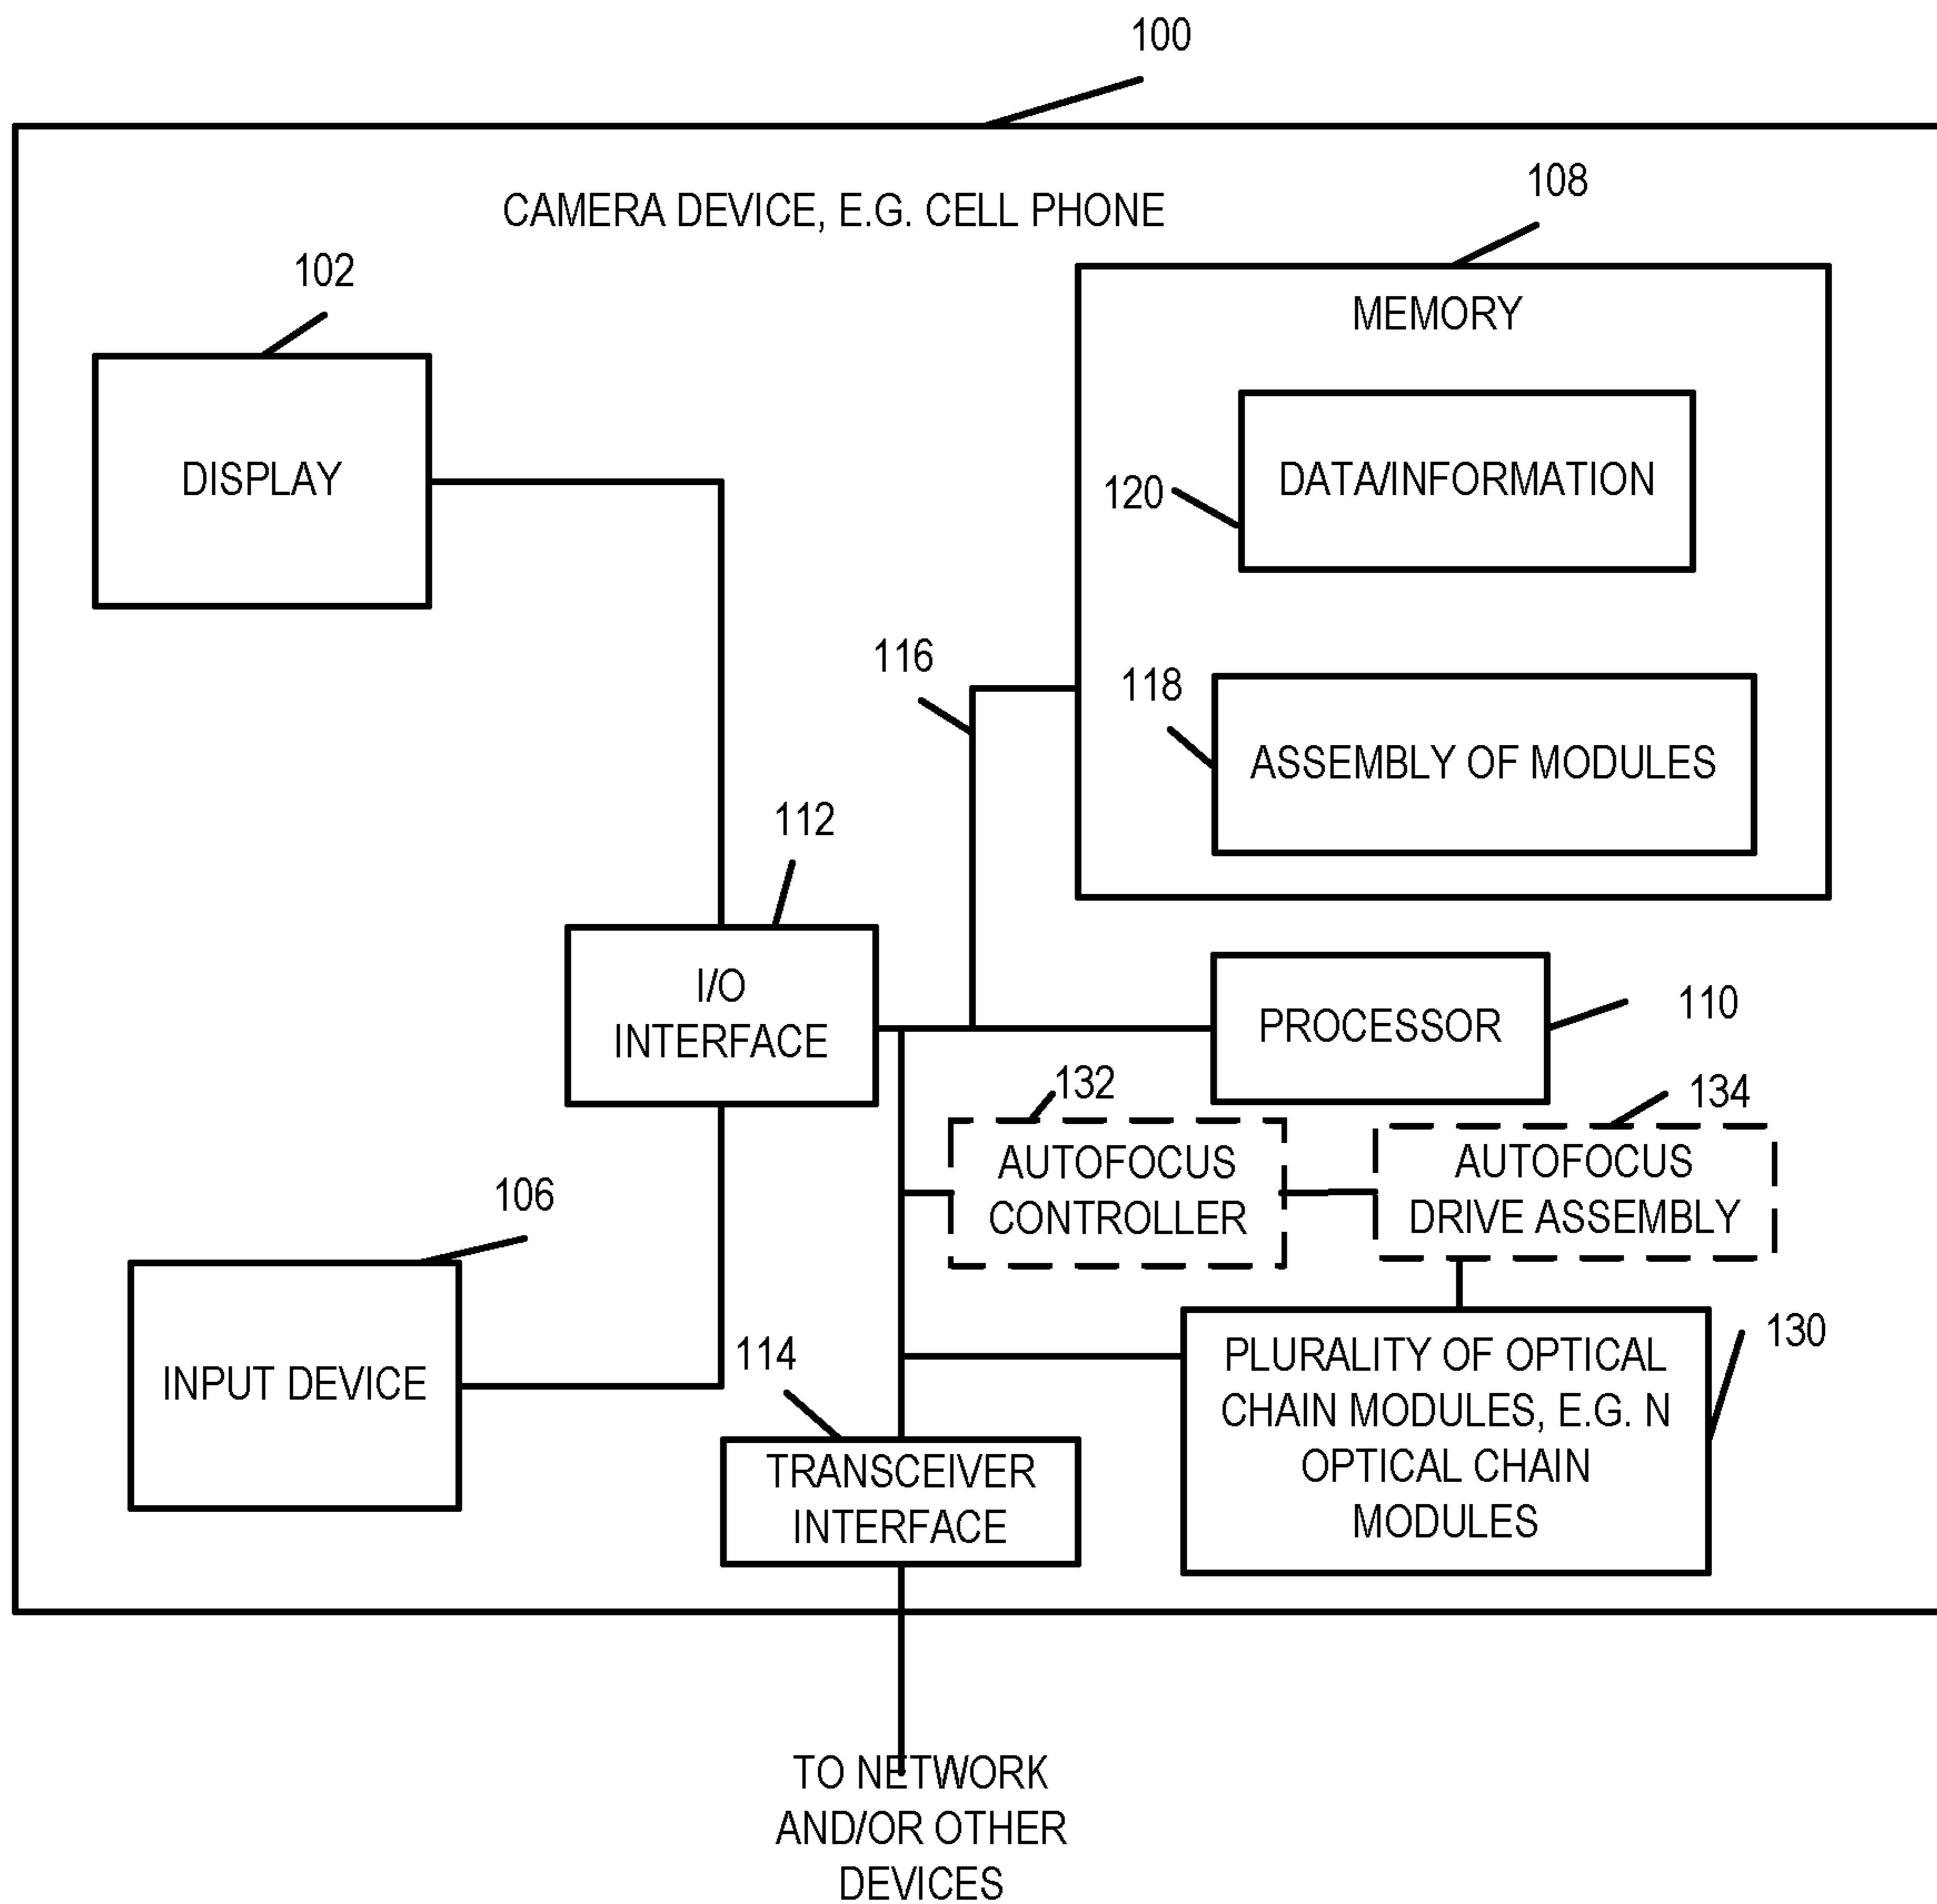 100
CAMERA DEVICE, E.G. CELL PHONE
108
102
MEMORY
DISPLAY
120
DATA/INFORMATION
116
118
ASSEMBLY OF MODULES
112
I/O
INTERFACE
PROCESSOR
110
132
134
AUTOFOCUS
CONTROLLER
AUTOFOCUS
DRIVE ASSEMBLY
106
INPUT DEVICE
114
TRANSCEIVER
INTERFACE
130
PLURALITY OF OPTICAL
CHAIN MODULES, E.G. N
OPTICAL CHAIN
MODULES
TO NETWORK
AND/OR OTHER
DEVICES